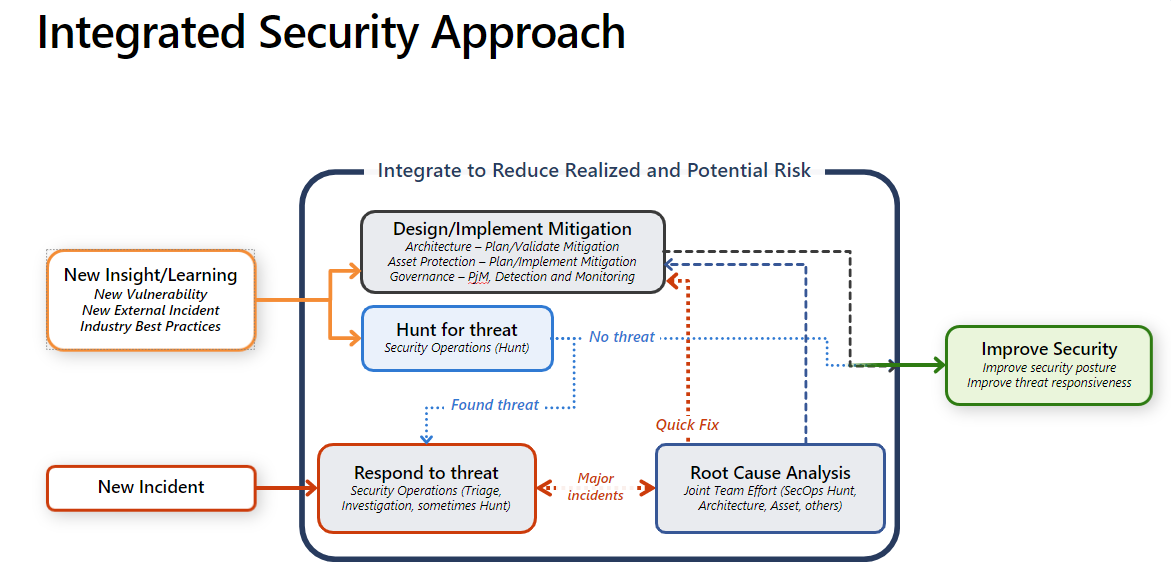 Integrated Security Approach
Integrate to Reduce Realized and Potential Risk
Design/Implement Mitigation
Architecture – Plan/Validate Mitigation
Asset Protection – Plan/Implement Mitigation
Governance – PjM, Detection and Monitoring
New Insight/Learning
New Vulnerability
New External Incident
Industry Best Practices
Hunt for threat
Security Operations (Hunt)
No threat
Improve Security
Improve security posture
Improve threat responsiveness
Found threat
Quick Fix
New Incident
Respond to threat
Security Operations (Triage,
Investigation, sometimes Hunt)
Major
incidents
Root Cause Analysis
Joint Team Effort (SecOps Hunt,
Architecture, Asset, others)